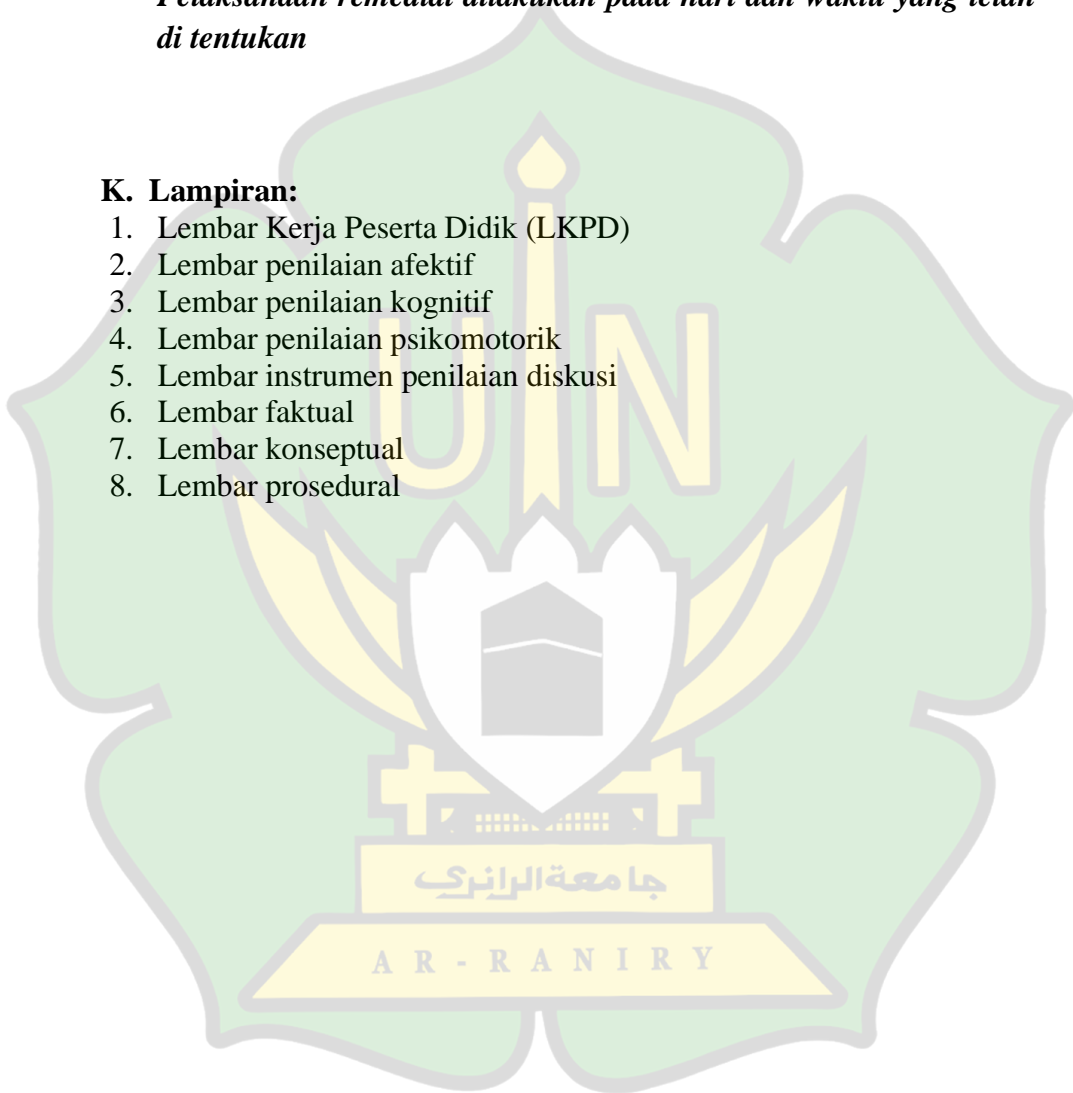 Pelaksanaan remedial dilakukan pada hari dan waktu yang telah
di tentukan
K. Lampiran:
1. Lembar Kerja Peserta Didik (LKPD)
2. Lembar penilaian afektif
3. Lembar penilaian kognitif
4. Lembar penilaian psikomotorik
5. Lembar instrumen penilaian diskusi
6. Lembar faktual
7. Lembar konseptual
8. Lembar prosedural
UIN
جامعةالرانري
AR-RANIRY